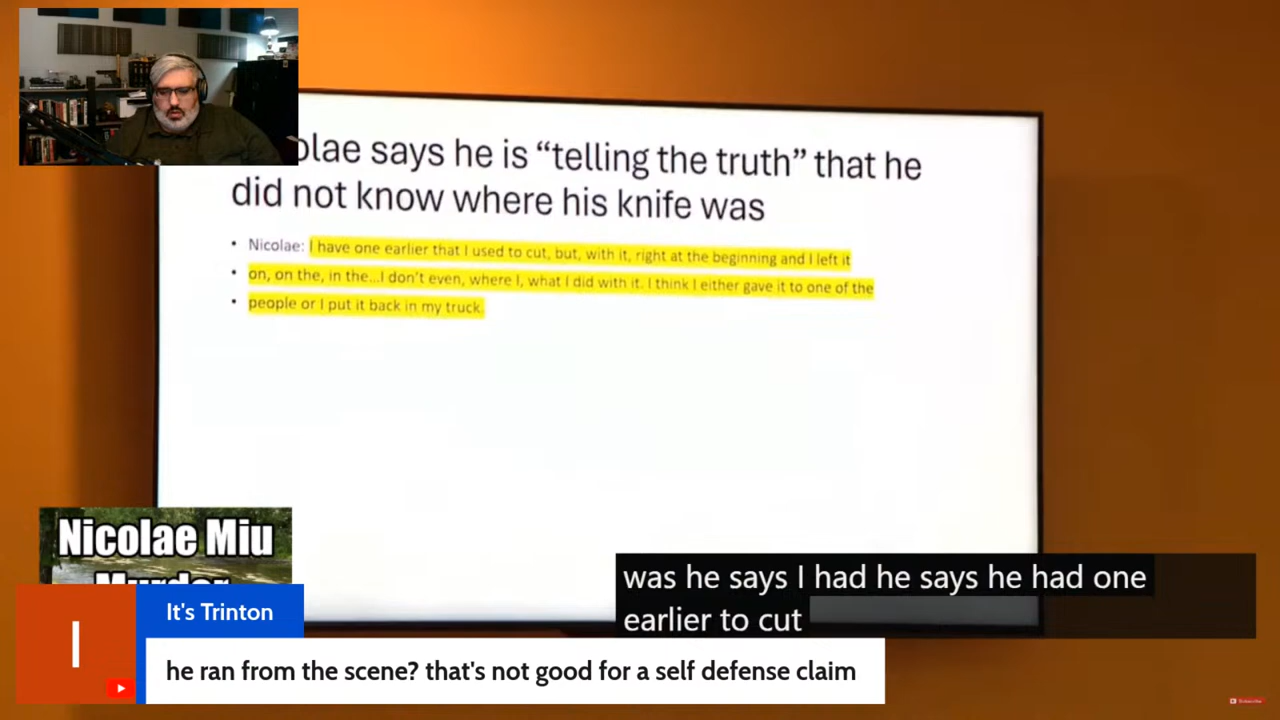 olae says he is “telling the truth” that he
did not know where his knife was
• Nicolae: I have one earlier that I used to cut, but, with it, right at the beginning and I left it
• on, on the, in the...I don't even, where I, what I did with it. I think I either gave it to one of the
• people or I put it back in my truck.
Nicolae Miu
Murder
was he says I had he says he had one
earlier to cut
I
It's Trinton
he ran from the scene? that's not good for a self defense claim
Subscribe